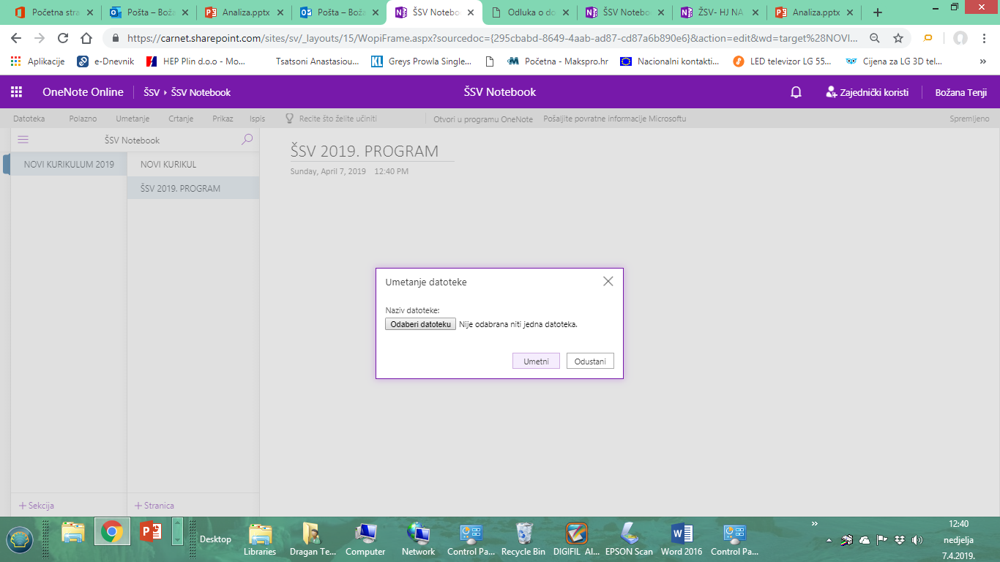 Početna stra
Pošta – Boža
Analiza.pptx
Pošta – Boža
ŠSV Notebo
Odluka o do
ŠSV Notebo
ŽSV- HJ NA
Analiza.pptx
https://carnet.sharepoint.com/sites/sv/_layouts/15/WopiFrame.aspx?sourcedoc={295cbabd-8649-4aab-ad87-cd87a6b890e6}&action=edit&wd=target%28NOVI...
Aplikacije
e-Dnevnik
HEP Plin d.o.o - Mo...
Tsatsoni Anastasiou...
KL
Greys Prowla Single...
Početna - Makspro.hr
Nacionalni kontakti...
LED televizor LG 55...
Cijena za LG 3D tel...
»
OneNote Online
ŠSV ▸ ŠSV Notebook
ŠSV Notebook
Zajednički koristi
Božana Tenji
Datoteka
Polazno
Umetanje
Crtanje
Prikaz
Ispis
Recite što želite učiniti
Otvori u programu OneNote
Pošaljite povratne informacije Microsoftu
Spremljeno
ŠSV Notebook
NOVI KURIKULUM 2019
NOVI KURIKUL
ŠSV 2019. PROGRAM
ŠSV 2019. PROGRAM
Sunday, April 7, 2019 12:40 PM
Umetanje datoteke
Naziv datoteke:
Odaberi datoteku Nije odabrana niti jedna datoteka.
Umetni
Odustani
+ Sekcija
+ Stranica
Desktop
Libraries
Dragan Te...
Computer
Network
Control Pa...
Recycle Bin
DIGIFIL Al...
EPSON Scan
Word 2016
Control Pa...
»
12:40
nedjelja
7.4.2019.